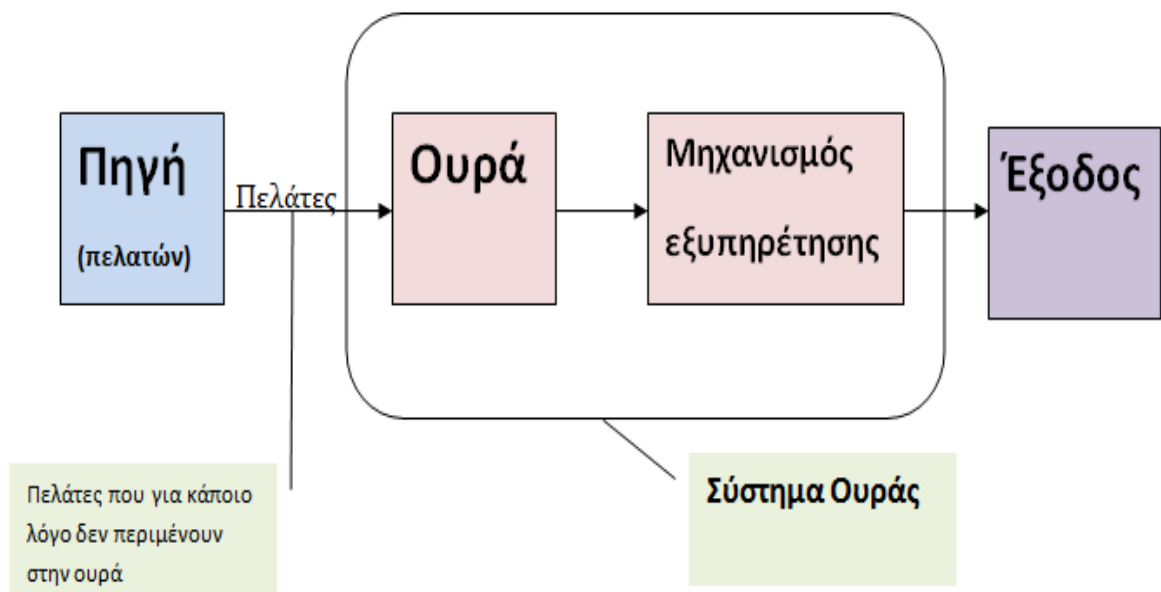 Πηγή
(πελατών)
Πελάτες
Ουρά
Μηχανισμός
εξυπηρέτησης
Έξοδος
Πελάτες που για κάποιο
λόγο δεν περιμένουν
στην ουρά
Σύστημα Ουράς